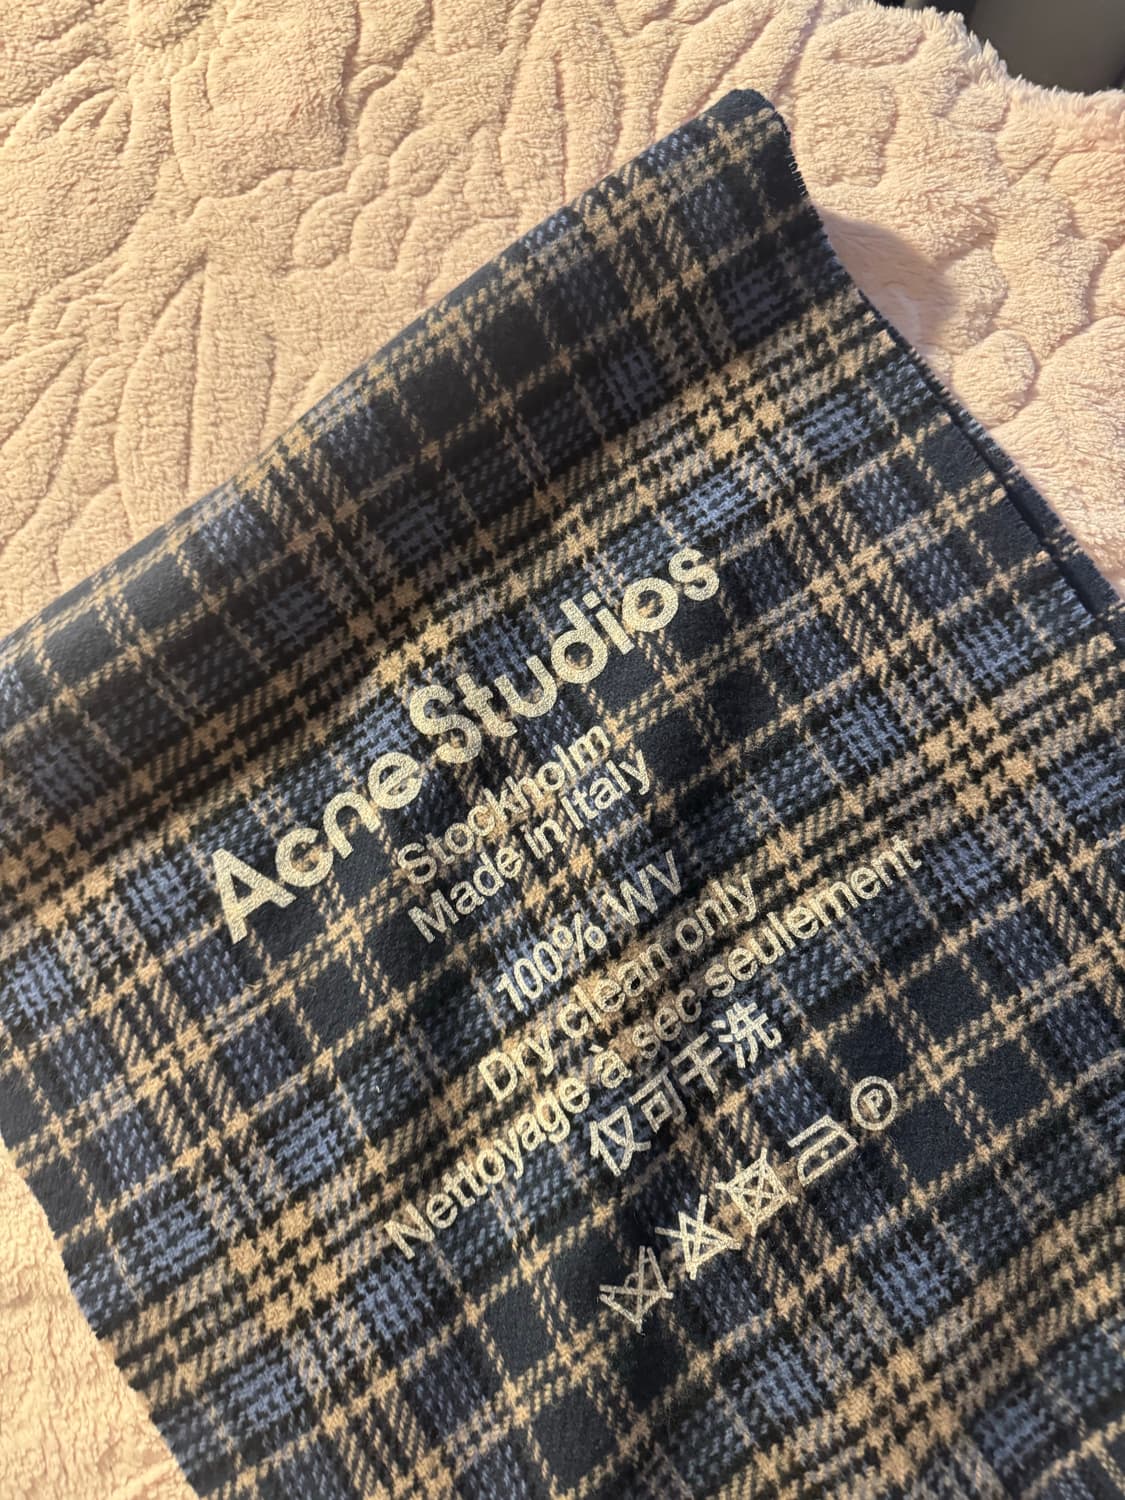 Acne Studios
Stockholm
Made in Italy
100% WV
Dry clean only
Nettoyage à sec seulement
仅可干洗
P